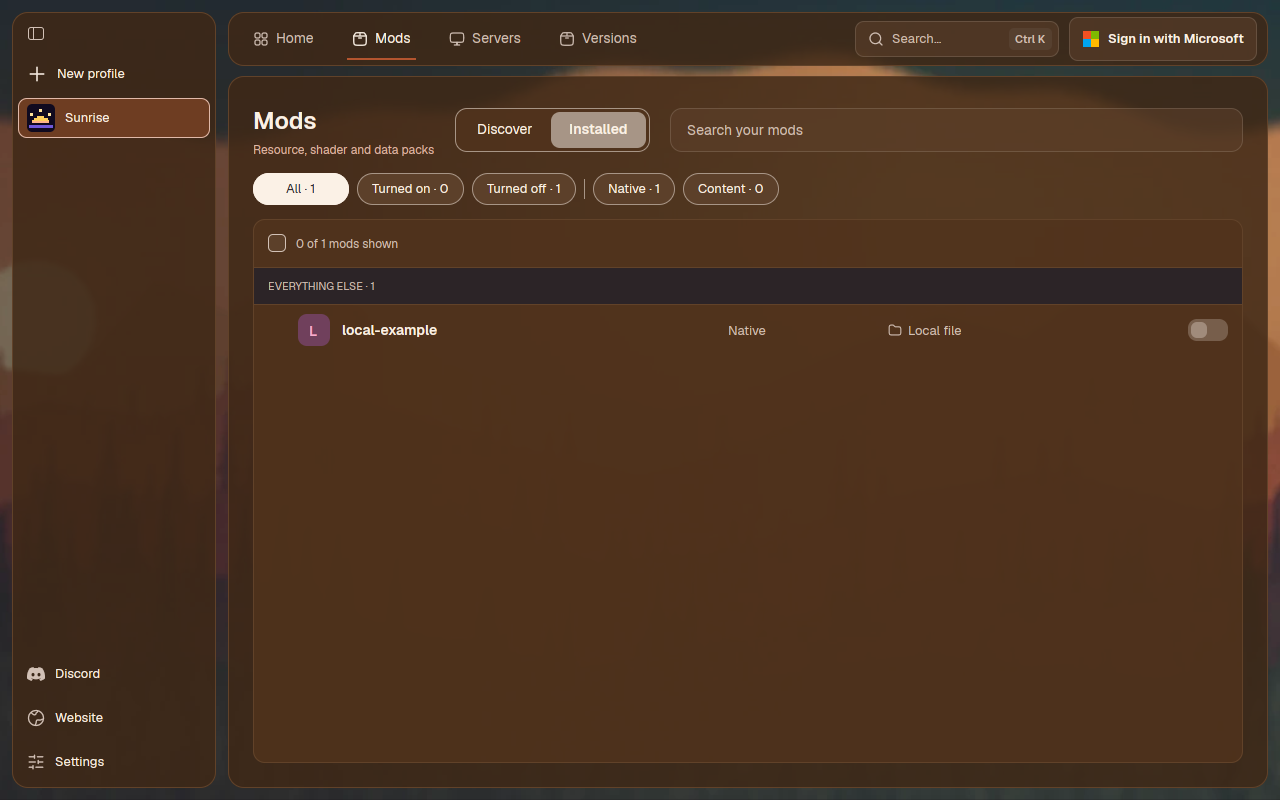 Home
Mods
Servers
Versions
Search...
Ctrl K
Sign in with Microsoft
New profile
Sunrise
Mods
Resource, shader and data packs
Discover
Installed
Search your mods
All · 1
Turned on · 0
Turned off · 1
Native · 1
Content · 0
0 of 1 mods shown
EVERYTHING ELSE · 1
L
local-example
Native
Local file
Discord
Website
Settings